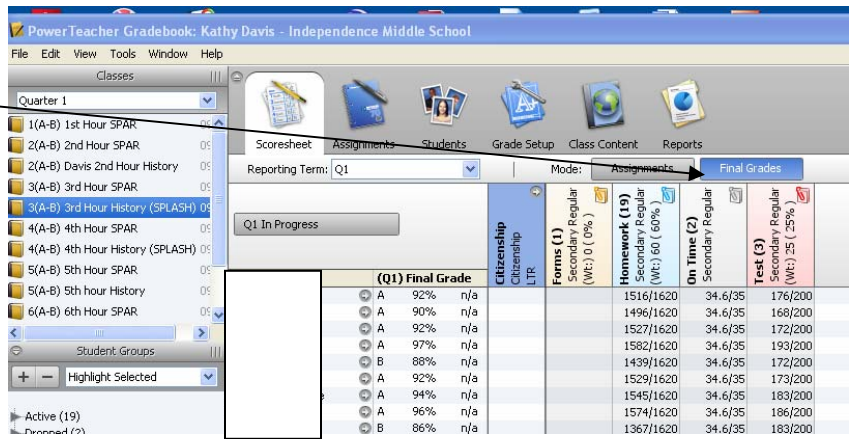 PowerTeacher Gradebook: Kathy Davis - Independence Middle School
File Edit View Tools Window Help
Classes
Quarter 1
1(A-B) 1st Hour SPAR
2(A-B) 2nd Hour SPAR
2(A-B) Davis 2nd Hour History
3(A-B) 3rd Hour SPAR
3(A-B) 3rd Hour History (SPLASH)
4(A-B) 4th Hour SPAR
4(A-B) 4th Hour History (SPLASH)
5(A-B) 5th Hour SPAR
5(A-B) 5th hour History
6(A-B) 6th Hour SPAR
Student Groups
+ - Highlight Selected
Active (19)
Dropped (2)
Scoresheet Assignments Students Grade Setup Class Content Reports
Reporting Term: Q1 Mode: Assignments Final Grades
Q1 In Progress
Citizenship
Citizenship
LTR
Forms (1)
Secondary Regular
(Wt:) 0 ( 0% )
Homework (19)
Secondary Regular
(Wt:) 60 ( 60% )
On Time (2)
Secondary Regular
Test (3)
Secondary Regular
(Wt:) 25 ( 25% )
(Q1) Final Grade
A 92% n/a 1516/1620 34.6/35 176/200
A 90% n/a 1496/1620 34.6/35 168/200
A 92% n/a 1527/1620 34.6/35 172/200
A 97% n/a 1582/1620 34.6/35 193/200
B 88% n/a 1439/1620 34.6/35 172/200
A 92% n/a 1529/1620 34.6/35 173/200
A 94% n/a 1545/1620 34.6/35 183/200
A 96% n/a 1574/1620 34.6/35 186/200
B 86% n/a 1367/1620 34.6/35 183/200